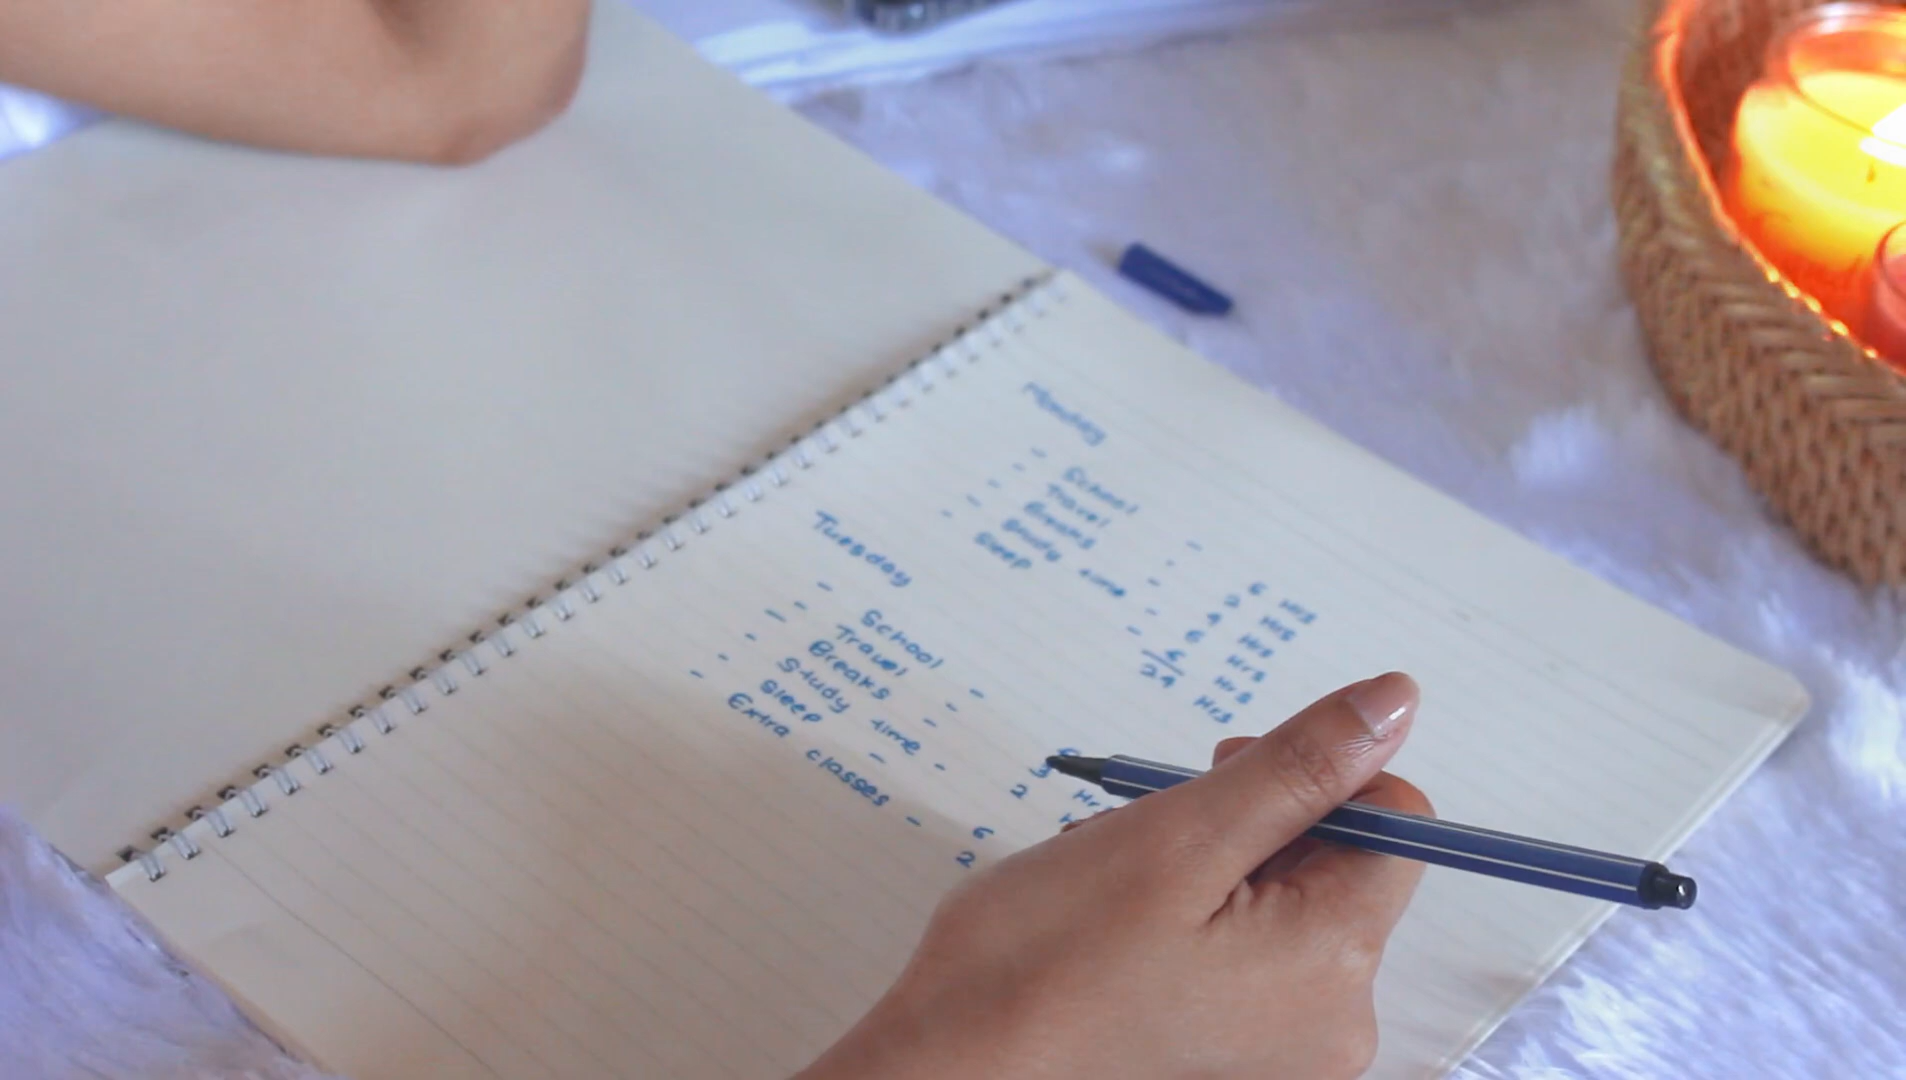 Monday
- School - 6 Hrs
- Travel - 2 Hrs
- Breaks - 4 Hrs
- Study time - 6 Hrs
- Sleep - 6 Hrs
24 Hrs
Tuesday
- School -
- Travel - 3
- Breaks - 2
- Study time -
- Sleep - 6
- Extra classes - 2